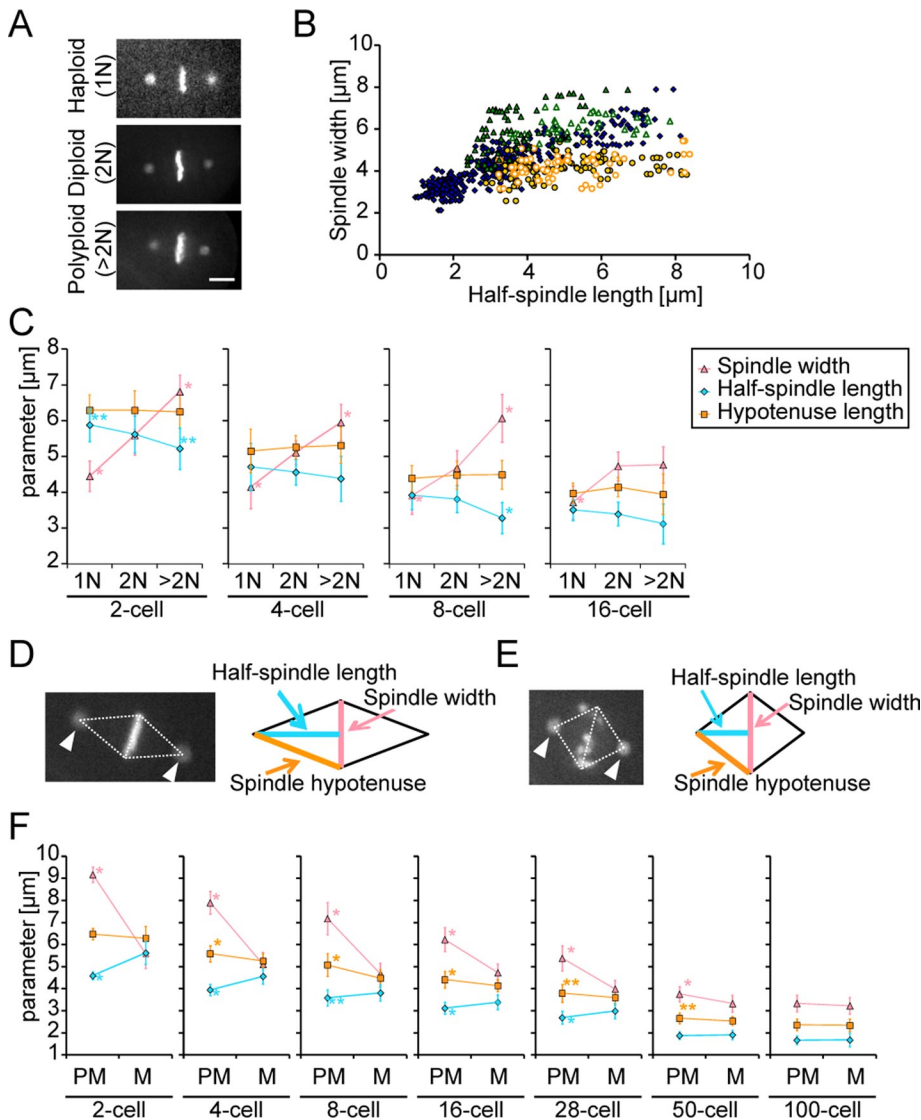 A
Haploid
(1N)
Diploid
(2N)
Polyploid
(>2N)
B
Spindle width [µm]
10
8
6
4
2
0
0 2 4 6 8 10
Half-spindle length [µm]
C
parameter [µm]
8
7
6
5
4
3
2
** * * **
* *
* * *
*
Spindle width
Half-spindle length
Hypotenuse length
1N 2N >2N 1N 2N >2N 1N 2N >2N 1N 2N >2N
2-cell 4-cell 8-cell 16-cell
D
Half-spindle length
Spindle width
Spindle hypotenuse
E
Half-spindle length
Spindle width
Spindle hypotenuse
F
parameter [µm]
10
9
8
7
6
5
4
3
2
1
* *
* * *
* * **
* * *
* ** *
* **
PM M PM M PM M PM M PM M PM M PM M
2-cell 4-cell 8-cell 16-cell 28-cell 50-cell 100-cell